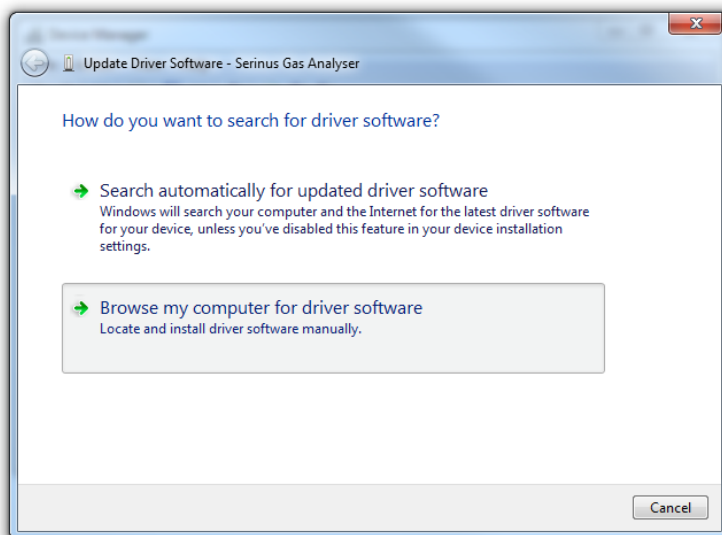 Device Manager
Update Driver Software - Serinus Gas Analyser
How do you want to search for driver software?
Search automatically for updated driver software
Windows will search your computer and the Internet for the latest driver software
for your device, unless you've disabled this feature in your device installation
settings.
Browse my computer for driver software
Locate and install driver software manually.
Cancel